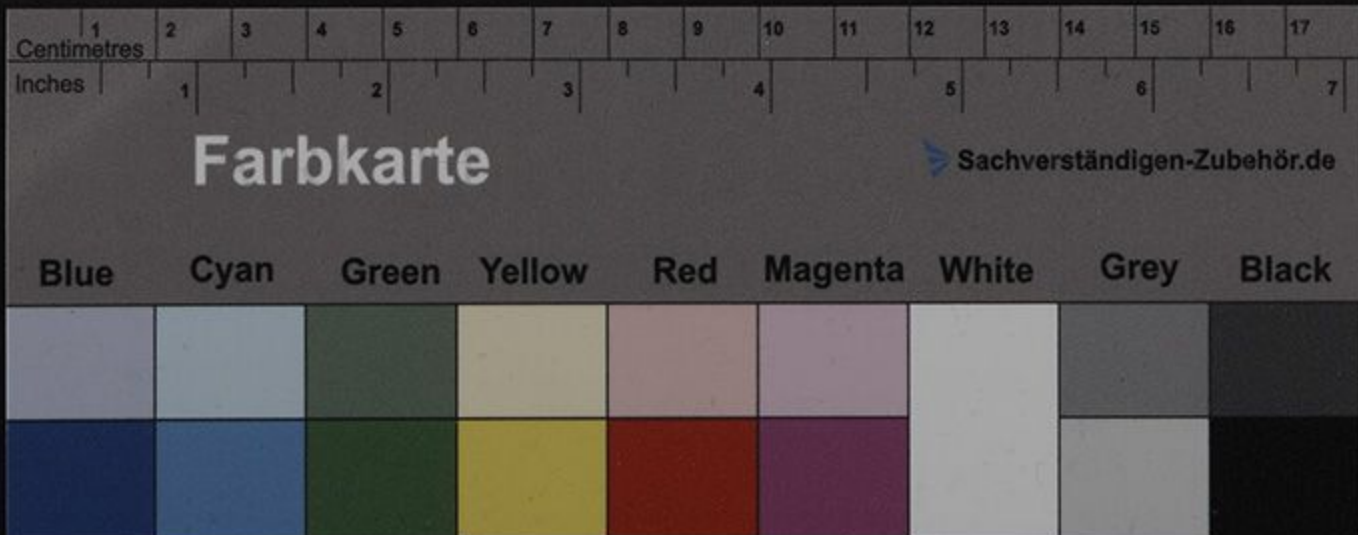 1 2 3 4 5 6 7 8 9 10 11 12 13 14 15 16 17
Centimetres
Inches
1 2 3 4 5 6 7
Farbkarte
Sachverständigen-Zubehör.de
Blue Cyan Green Yellow Red Magenta White Grey Black